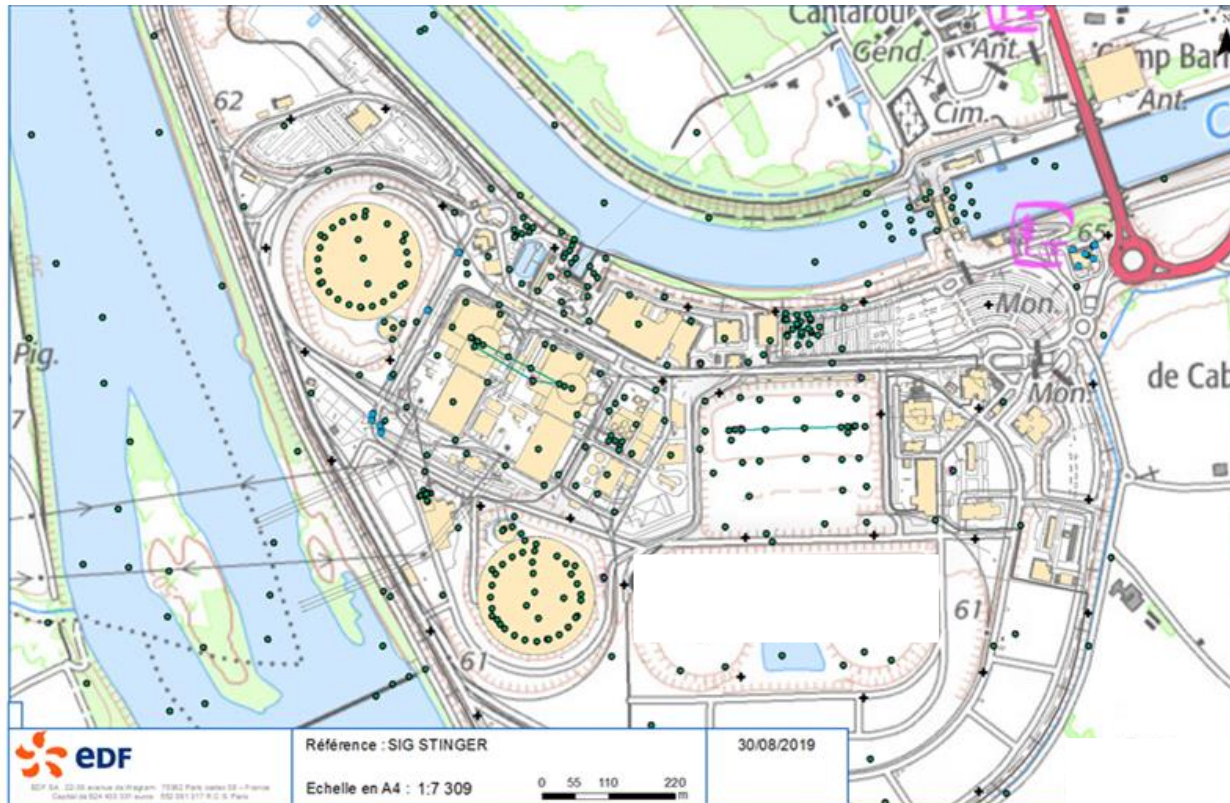 Cantarou
Gend.
Ant.
Camp Barr
Ant.
Cim.
C
62
65
Mon.
Pig.
7
de Cab
Mon.
61
61
edf
Référence : SIG STINGER
30/08/2019
Echelle en A4 : 1:7 309
0 55 110 220
m